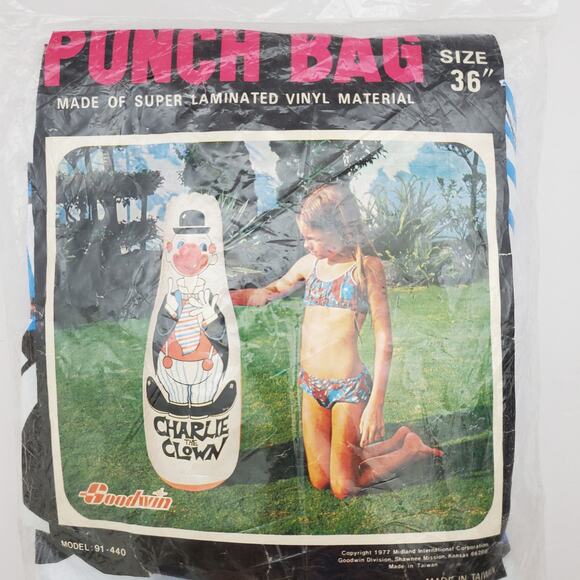 PUNCH BAG
SIZE
36"
MADE OF SUPER LAMINATED VINYL MATERIAL
CHARLIE
THE
CLOWN
Goodwin
MODEL: 91-440
Copyright 1977 Midland International Corporation
Goodwin Division, Shawnee Mission, Kansas
Made in Taiwan
MADE IN TAIWAN